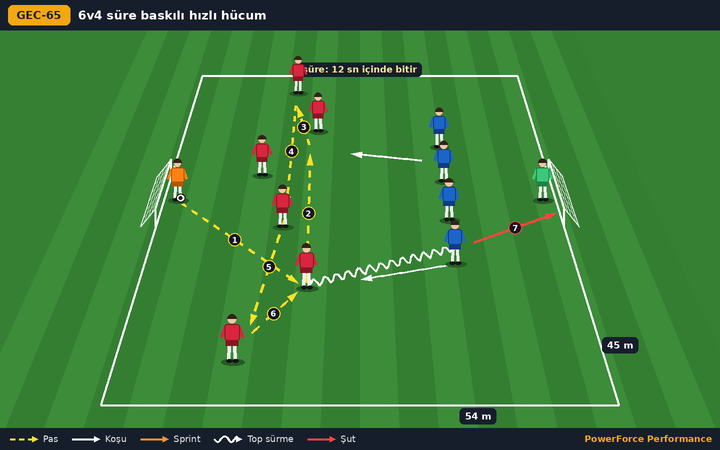 GEC-65 6v4 süre baskılı hızlı hücum
süre: 12 sn içinde bitir
3
4
2
1
5
6
7
45 m
54 m
Pas Koşu Sprint Top sürme Şut PowerForce Performance